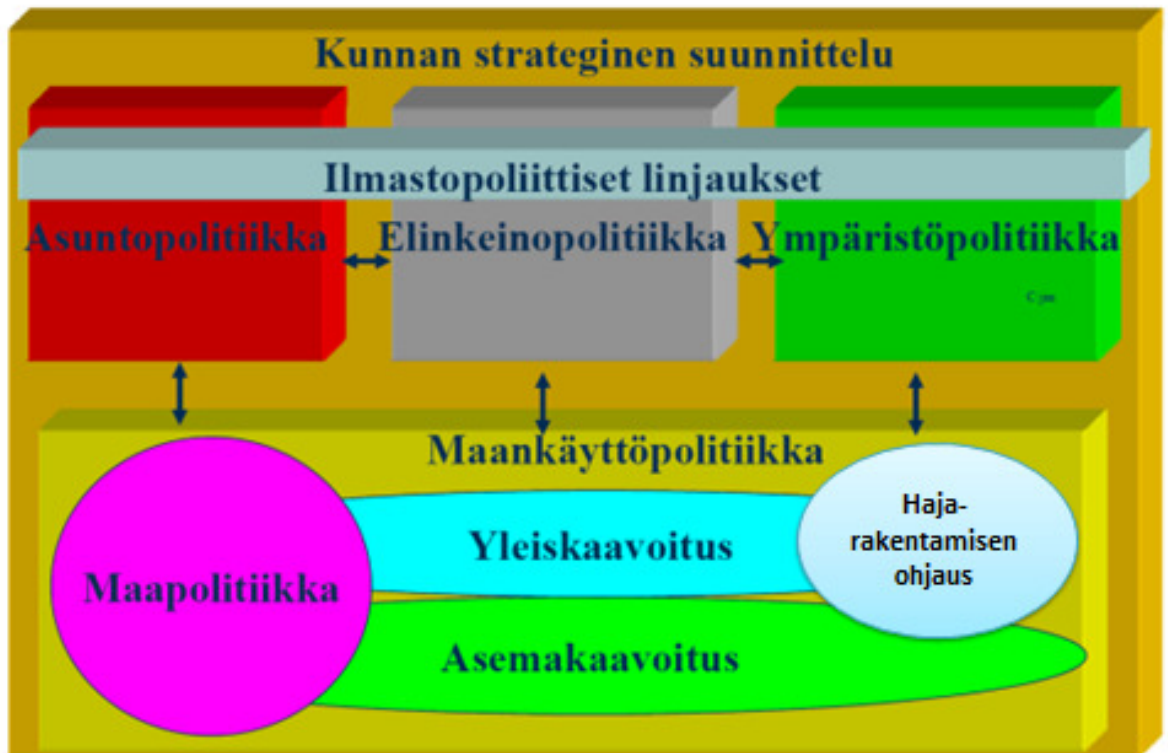 Kunnan strateginen suunnittelu
Ilmastopoliittiset linjaukset
Asuntopolitiikka Elinkeinopolitiikka Ympäristöpolitiikka
Maankäyttöpolitiikka
Haja-
rakentamisen
ohjaus
Yleiskaavoitus
Maapolitiikka
Asemakaavoitus